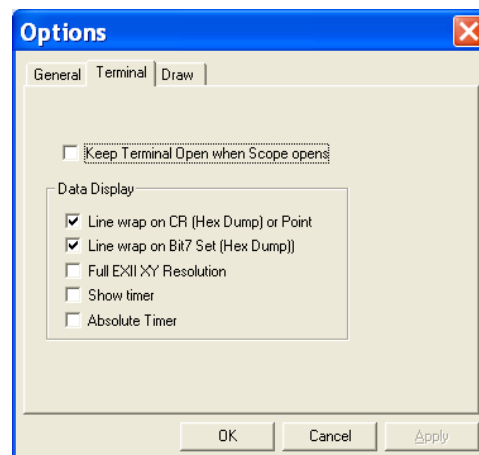 Options
General Terminal Draw
Keep Terminal Open when Scope opens
Data Display
Line wrap on CR (Hex Dump) or Point
Line wrap on Bit7 Set (Hex Dump))
Full EXII XY Resolution
Show timer
Absolute Timer
OK Cancel Apply